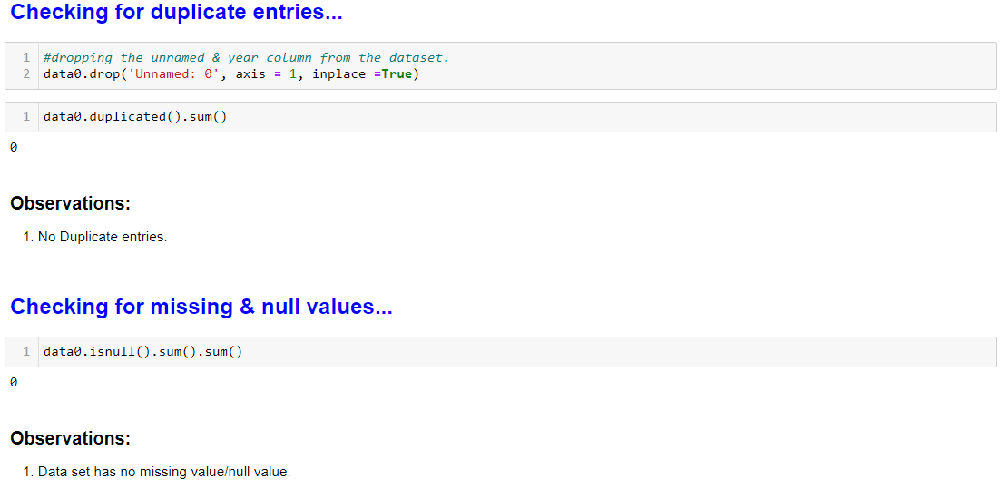 Checking for duplicate entries...
1 #dropping the unnamed & year column from the dataset.
2 data0.drop('Unnamed: 0', axis = 1, inplace =True)
1 data0.duplicated().sum()
0
Observations:
1. No Duplicate entries.
Checking for missing & null values...
1 data0.isnull().sum().sum()
0
Observations:
1. Data set has no missing value/null value.